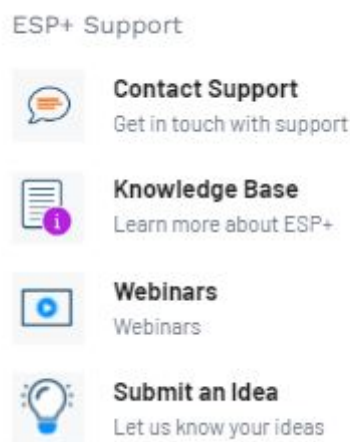 ESP+ Support
Contact Support
Get in touch with support
Knowledge Base
i
Learn more about ESP+
Webinars
Webinars
Submit an Idea
Let us know your ideas